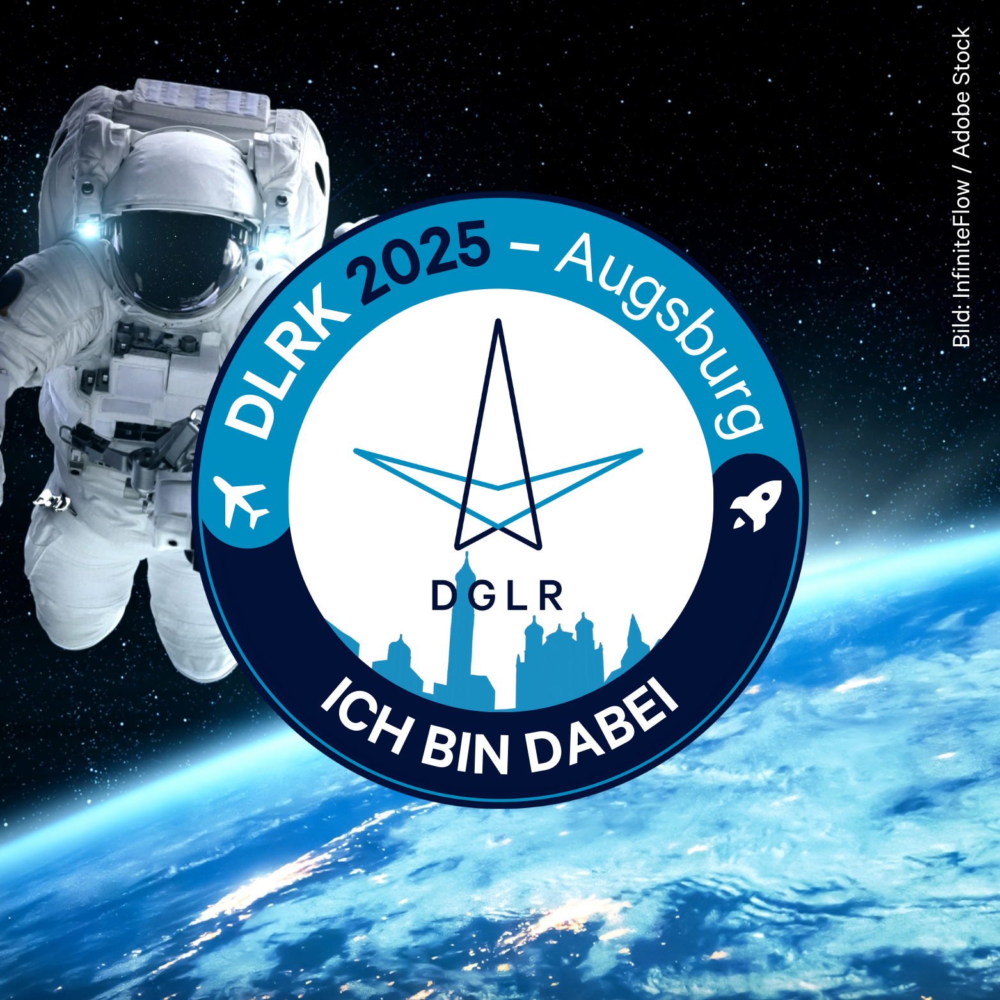 DLRK 2025 – Augsburg
DGLR
ICH BIN DABEI
Bild: InfiniteFlow / Adobe Stock